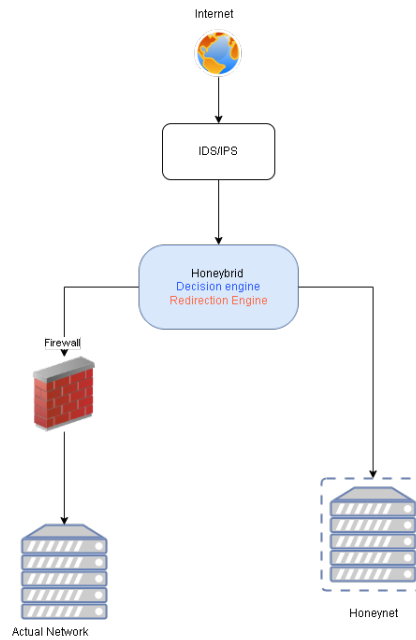 Internet
IDS/IPS
Honeybrid
Decision engine
Redirection Engine
Firewall
Honeynet
Actual Network